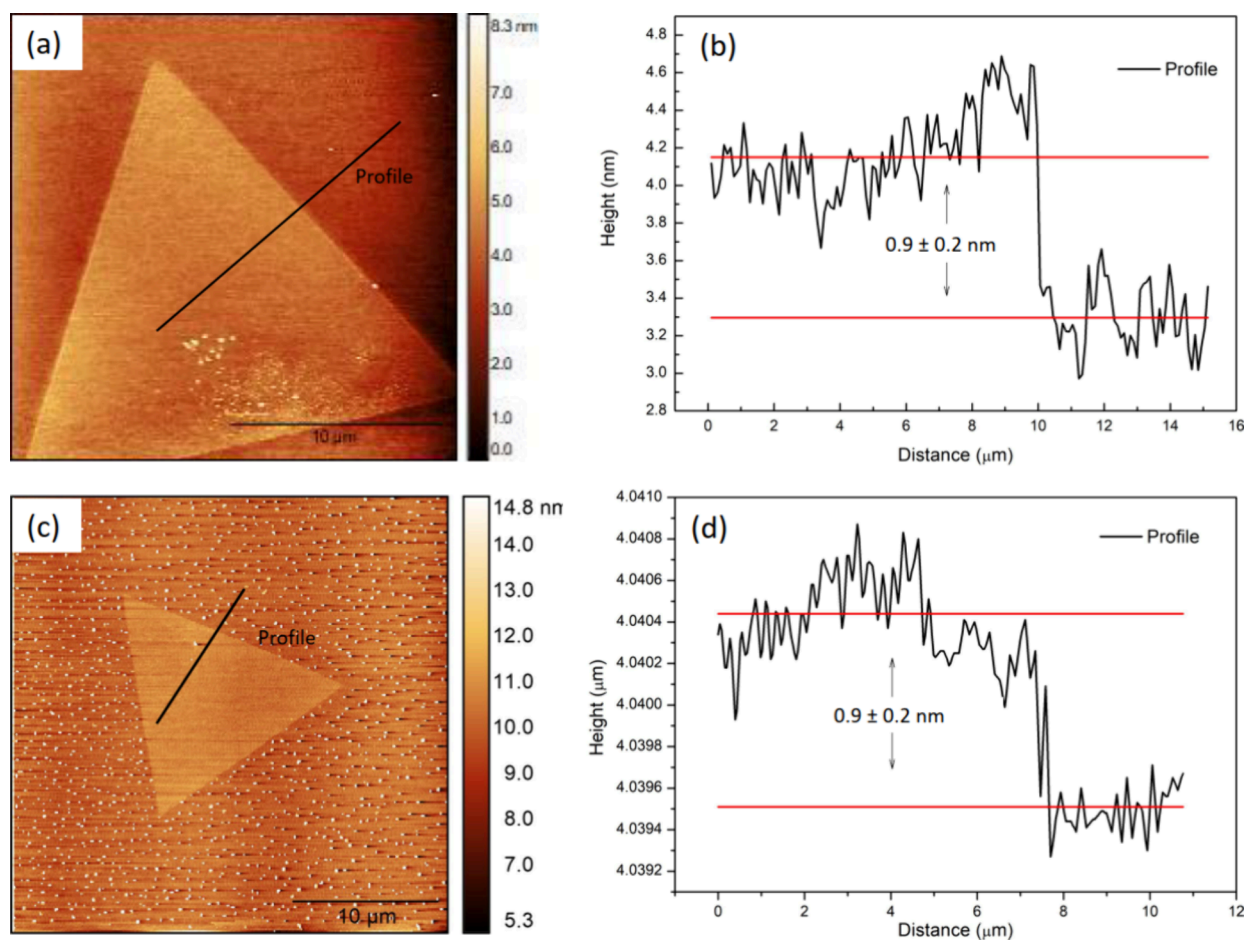 (a)
Profile
10 μm
8.3 nm
7.0
6.0
5.0
4.0
3.0
2.0
1.0
0.0
(b)
Profile
0.9 ± 0.2 nm
Height (nm)
4.8
4.6
4.4
4.2
4.0
3.8
3.6
3.4
3.2
3.0
2.8
0 2 4 6 8 10 12 14 16
Distance (μm)
(c)
Profile
10 μm
14.8 nm
14.0
13.0
12.0
11.0
10.0
9.0
8.0
7.0
5.3
(d)
Profile
0.9 ± 0.2 nm
Height (μm)
4.0410
4.0408
4.0406
4.0404
4.0402
4.0400
4.0398
4.0396
4.0394
4.0392
0 2 4 6 8 10 12
Distance (μm)